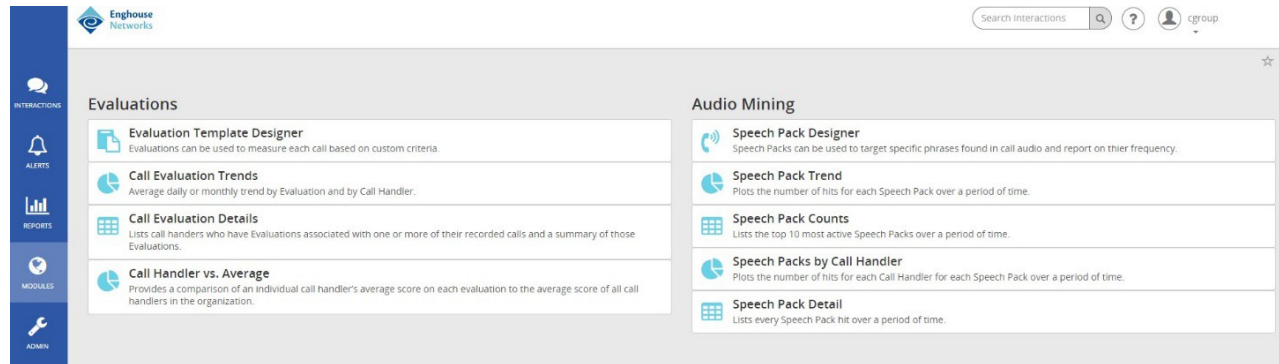 Enghouse
Networks
Search Interactions
?
cgroup
INTERACTIONS
ALERTS
REPORTS
MODULES
ADMIN
Evaluations
Evaluation Template Designer
Evaluations can be used to measure each call based on custom criteria.
Call Evaluation Trends
Average daily or monthly trend by Evaluation and by Call Handler.
Call Evaluation Details
Lists call handers who have Evaluations associated with one or more of their recorded calls and a summary of those
Evaluations.
Call Handler vs. Average
Provides a comparison of an individual call handler's average score on each evaluation to the average score of all call
handlers in the organization.
Audio Mining
Speech Pack Designer
Speech Packs can be used to target specific phrases found in call audio and report on thier frequency.
Speech Pack Trend
Plots the number of hits for each Speech Pack over a period of time.
Speech Pack Counts
Lists the top 10 most active Speech Packs over a period of time.
Speech Packs by Call Handler
Plots the number of hits for each Call Handler for each Speech Pack over a period of time.
Speech Pack Detail
Lists every Speech Pack hit over a period of time.